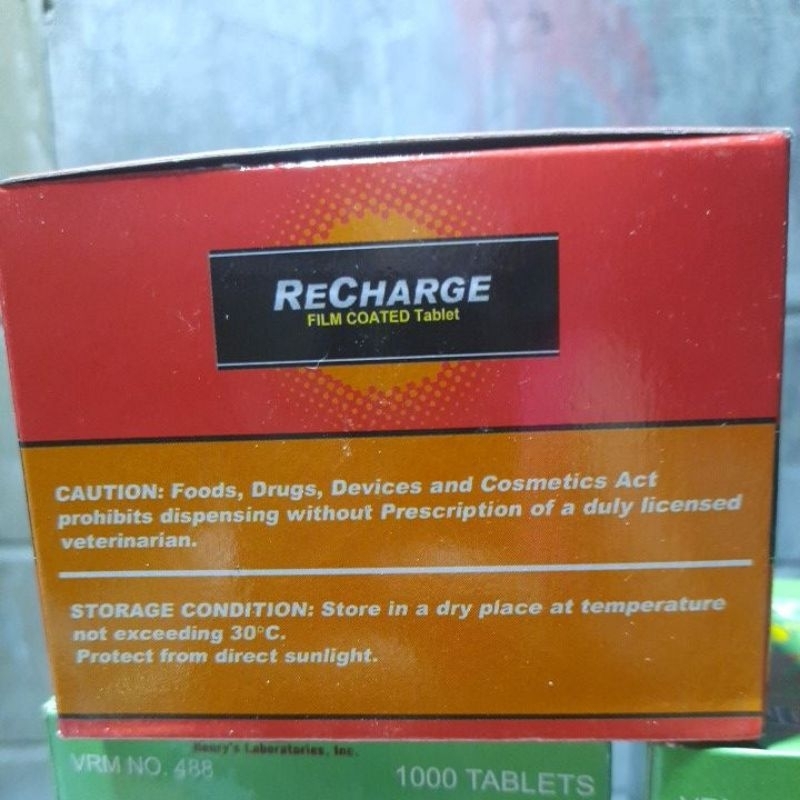 RECHARGE
FILM COATED Tablet
CAUTION: Foods, Drugs, Devices and Cosmetics Act
prohibits dispensing without Prescription of a duly licensed
veterinarian.
STORAGE CONDITION: Store in a dry place at temperature
not exceeding 30°C.
Protect from direct sunlight.
Henry's Laboratories, Inc.
VRM NO. 488
1000 TABLETS